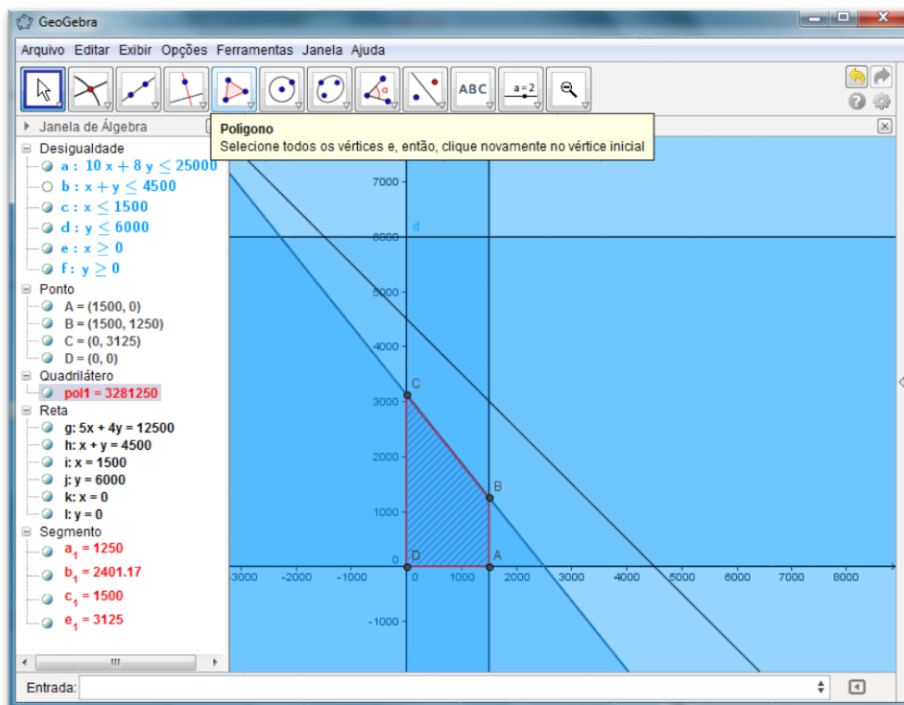 GeoGebra
Arquivo Editar Exibir Opções Ferramentas Janela Ajuda
ABC
a=2
Janela de Álgebra
Polígono
Selecione todos os vértices e, então, clique novamente no vértice inicial
Desigualdade
a : 10 x + 8 y ≤ 25000
b : x + y ≤ 4500
c : x ≤ 1500
d : y ≤ 6000
e : x ≥ 0
f : y ≥ 0
Ponto
A = (1500, 0)
B = (1500, 1250)
C = (0, 3125)
D = (0, 0)
Quadrilátero
pol1 = 3281250
Reta
g: 5x + 4y = 12500
h: x + y = 4500
i: x = 1500
j: y = 6000
k: x = 0
l: y = 0
Segmento
a₁ = 1250
b₁ = 2401.17
c₁ = 1500
e₁ = 3125
7000
d
6000
5000
4000
C
3000
2000
B
1000
0 D A
-3000 -2000 -1000 0 1000 2000 3000 4000 5000 6000 7000 8000
-1000
Entrada: